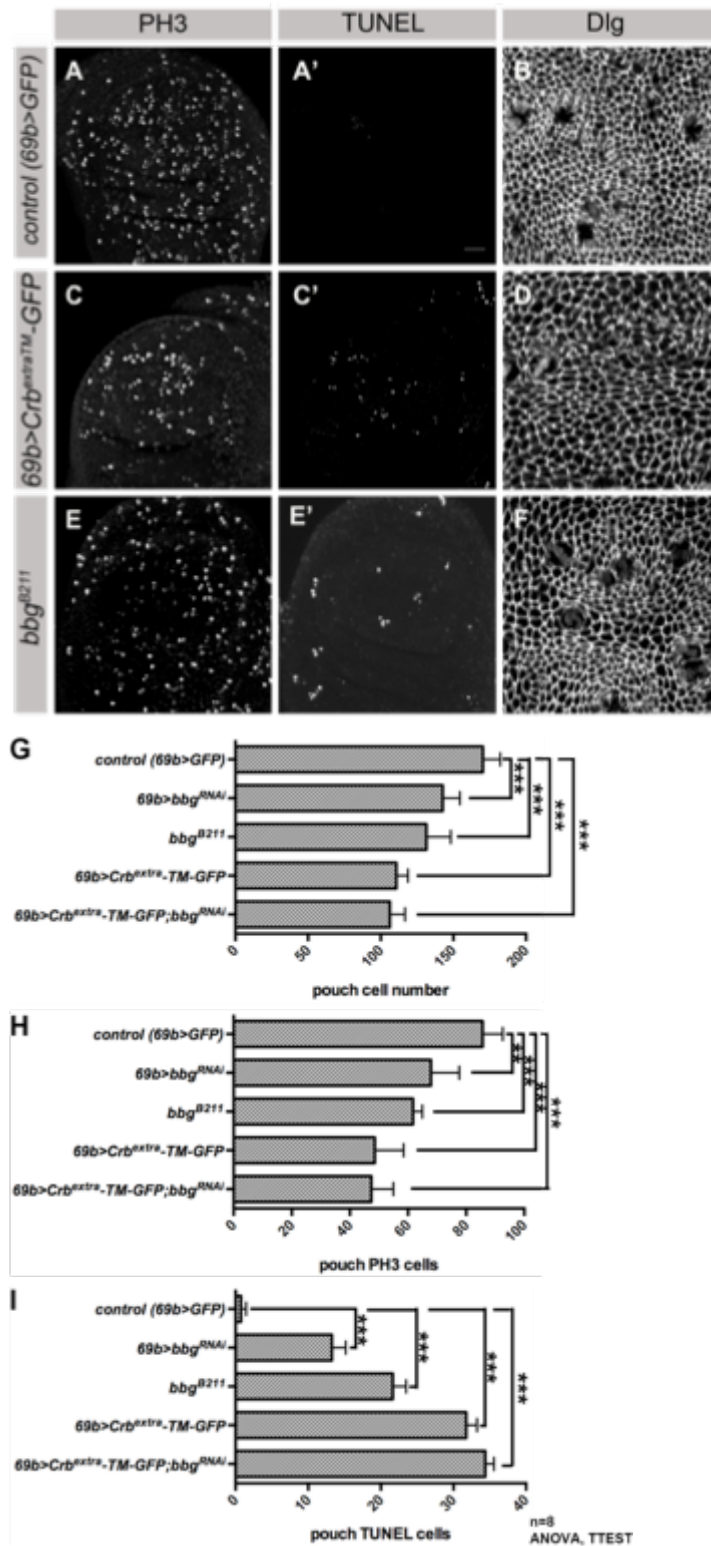 PH3 TUNEL Dlg
control (69b>GFP)
A A' B
69b>Crb^extraTM-GFP
C C' D
bbg^B211
E E' F
G
control (69b>GFP)
69b>bbg^RNAi
bbg^B211
69b>Crb^extra-TM-GFP
69b>Crb^extra-TM-GFP;bbg^RNAi
*** *** *** ***
0 50 100 150 200
pouch cell number
H
control (69b>GFP)
69b>bbg^RNAi
bbg^B211
69b>Crb^extra-TM-GFP
69b>Crb^extra-TM-GFP;bbg^RNAi
** *** *** ***
0 20 40 60 80 100
pouch PH3 cells
I
control (69b>GFP)
69b>bbg^RNAi
bbg^B211
69b>Crb^extra-TM-GFP
69b>Crb^extra-TM-GFP;bbg^RNAi
*** *** *** ***
0 10 20 30 40
pouch TUNEL cells
n=8
ANOVA, TTEST